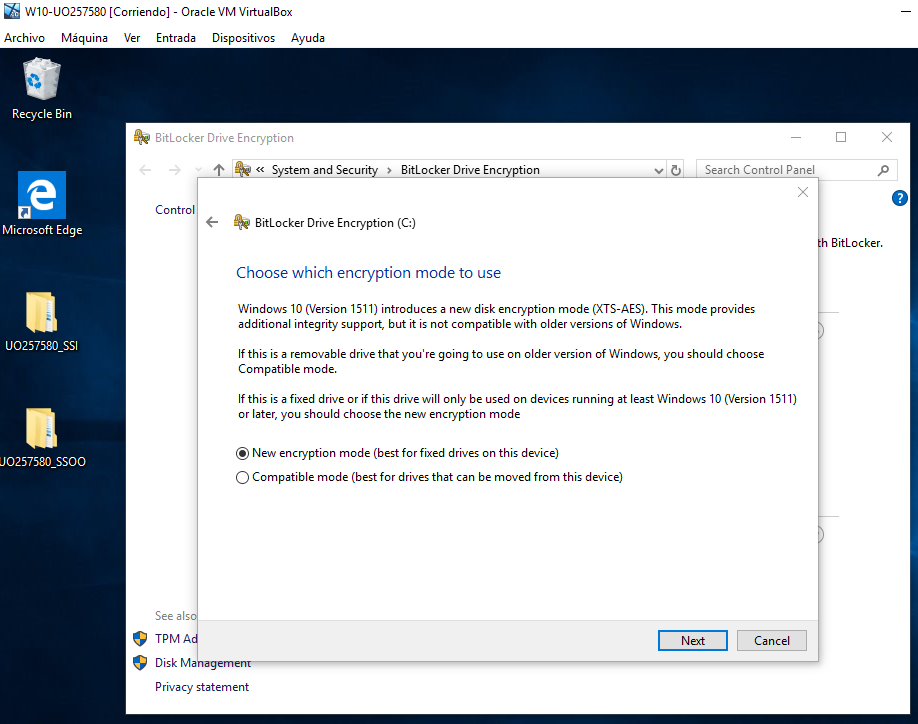 W10-UO257580 [Corriendo] - Oracle VM VirtualBox
Archivo Máquina Ver Entrada Dispositivos Ayuda
Recycle Bin
Microsoft Edge
UO257580_SSI
UO257580_SSOO
BitLocker Drive Encryption
« System and Security > BitLocker Drive Encryption
Search Control Panel
Control
th BitLocker.
BitLocker Drive Encryption (C:)
Choose which encryption mode to use
Windows 10 (Version 1511) introduces a new disk encryption mode (XTS-AES). This mode provides
additional integrity support, but it is not compatible with older versions of Windows.
If this is a removable drive that you're going to use on older version of Windows, you should choose
Compatible mode.
If this is a fixed drive or if this drive will only be used on devices running at least Windows 10 (Version 1511)
or later, you should choose the new encryption mode
New encryption mode (best for fixed drives on this device)
Compatible mode (best for drives that can be moved from this device)
Next Cancel
See also
TPM Ad
Disk Management
Privacy statement